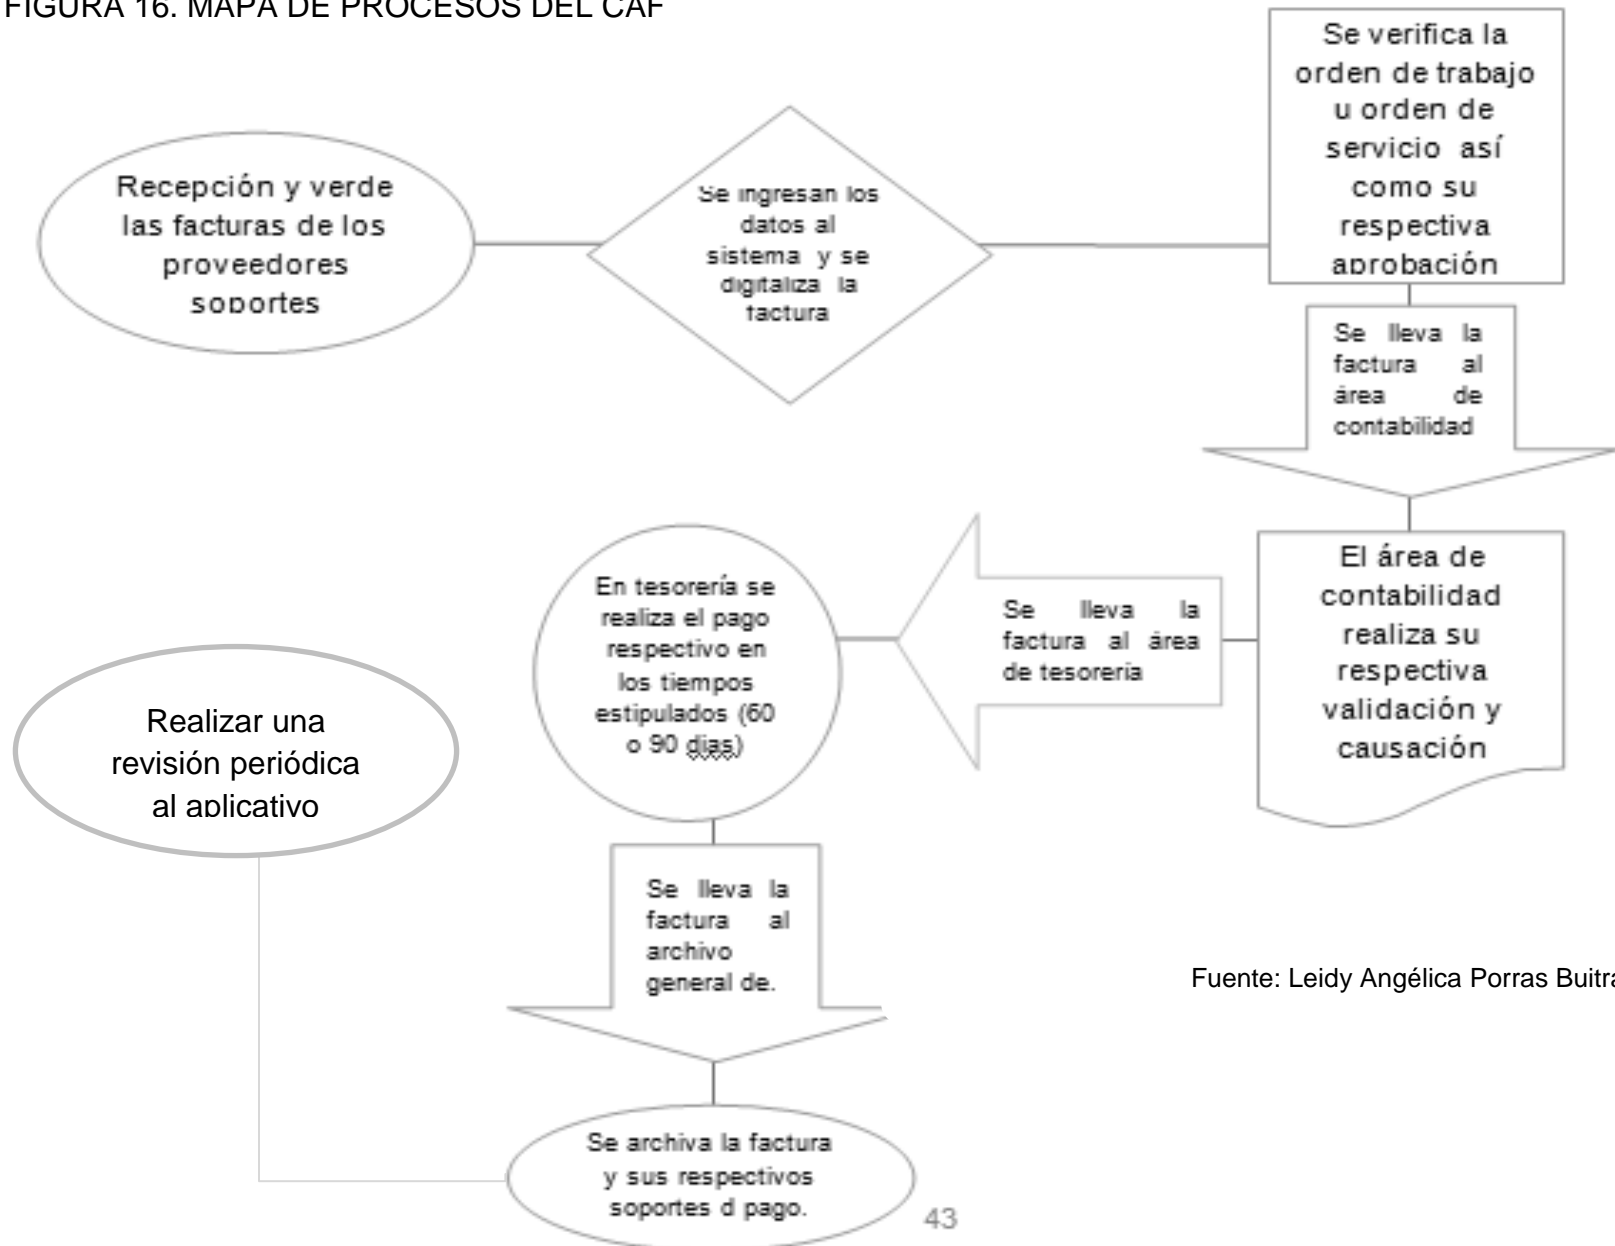 FIGURA 16. MAPA DE PROCESOS DEL CAF
Recepción y verde
las facturas de los
proveedores
soportes
Se ingresan los
datos al
sistema y se
digitaliza la
factura
Se verifica la
orden de trabajo
u orden de
servicio así
como su
respectiva
aprobación
Se lleva la
factura al
área de
contabilidad
El área de
contabilidad
realiza su
respectiva
validación y
causación
Se lleva la
factura al área
de tesorería
En tesorería se
realiza el pago
respectivo en
los tiempos
estipulados (60
o 90 dias)
Realizar una
revisión periódica
al aplicativo
Se lleva la
factura al
archivo
general de.
Fuente: Leidy Angélica Porras Buitra
Se archiva la factura
y sus respectivos
soportes d pago.
43